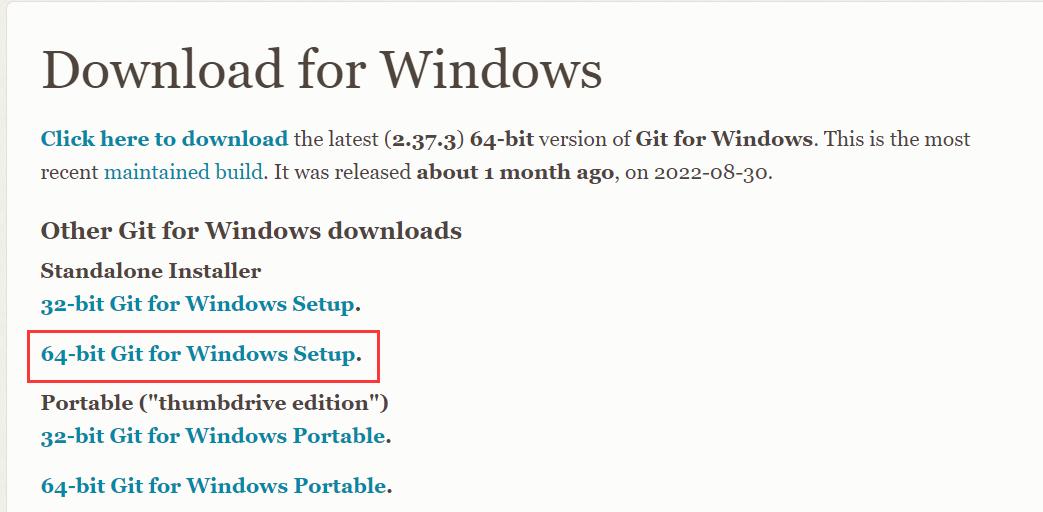 Download for Windows
Click here to download the latest (2.37.3) 64-bit version of Git for Windows. This is the most
recent maintained build. It was released about 1 month ago, on 2022-08-30.
Other Git for Windows downloads
Standalone Installer
32-bit Git for Windows Setup.
64-bit Git for Windows Setup.
Portable ("thumbdrive edition")
32-bit Git for Windows Portable.
64-bit Git for Windows Portable.